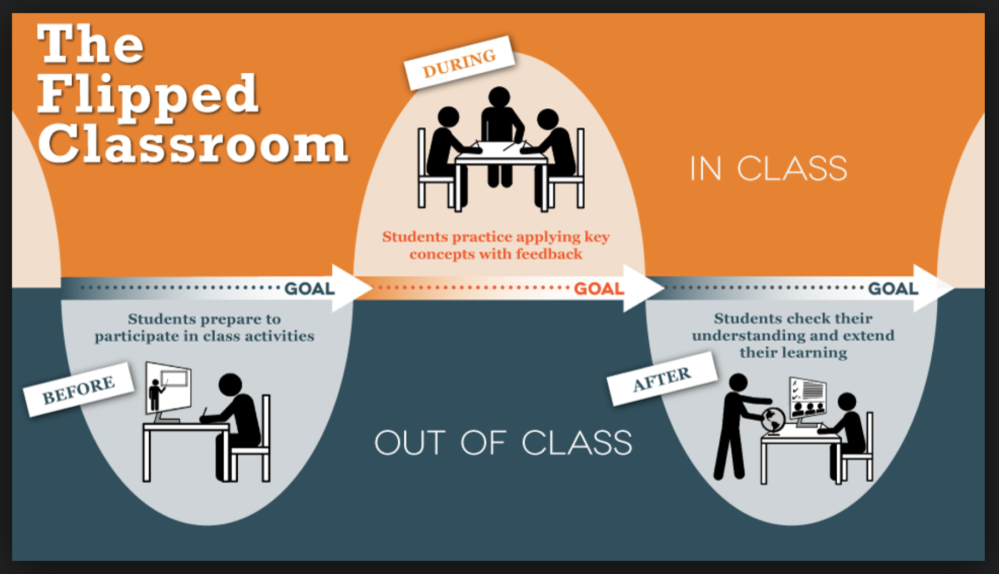 The
Flipped
Classroom
DURING
IN CLASS
Students practice applying key
concepts with feedback
GOAL
GOAL
GOAL
Students prepare to
participate in class activities
BEFORE
OUT OF CLASS
Students check their
understanding and extend
their learning
AFTER